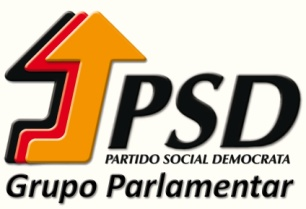 PSD
PARTIDO SOCIAL DEMOCRATA
Grupo Parlamentar